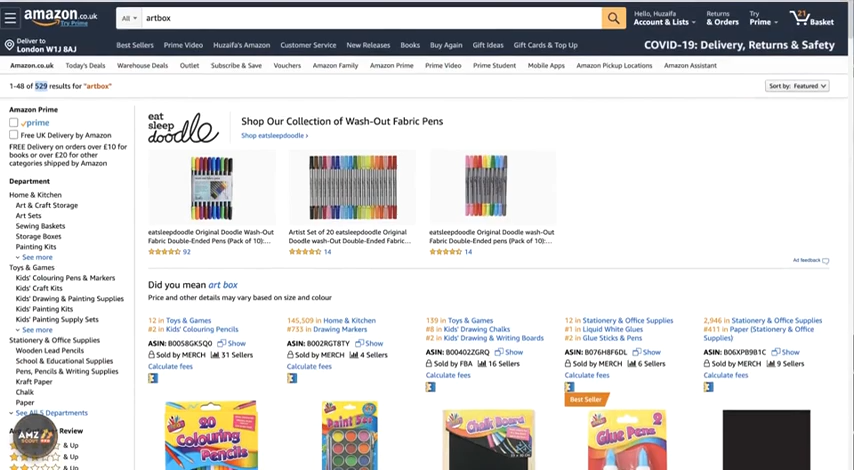 amazon.co.uk
Try Prime
All
artbox
Hello, Huzaifa
Account & Lists
Returns
& Orders
Try
Prime
21
Basket
Deliver to
London W1J 8AJ
Best Sellers Prime Video Huzaifa's Amazon Customer Service New Releases Books Buy Again Gift Ideas Gift Cards & Top Up
COVID-19: Delivery, Returns & Safety
Amazon.co.uk Today's Deals Warehouse Deals Outlet Subscribe & Save Vouchers Amazon Family Amazon Prime Prime Video Prime Student Mobile Apps Amazon Pickup Locations Amazon Assistant
1-48 of 529 results for "artbox"
Sort by: Featured
Amazon Prime
prime
Free UK Delivery by Amazon
FREE Delivery on orders over £10 for
books or over £20 for other
categories shipped by Amazon
Department
Home & Kitchen
Art & Craft Storage
Art Sets
Sewing Baskets
Storage Boxes
Painting Kits
See more
Toys & Games
Kids' Colouring Pens & Markers
Kids' Craft Kits
Kids' Drawing & Painting Supplies
Kids' Painting Kits
Kids' Painting Supply Sets
See more
Stationery & Office Supplies
Wooden Lead Pencils
School & Educational Supplies
Pens, Pencils & Writing Supplies
Kraft Paper
Chalk
Paper
See All 5 Departments
Review
& Up
& Up
& Up
AMZ
eat
sleep
doodle
Shop Our Collection of Wash-Out Fabric Pens
Shop eatsleepdoodle ›
eatsleepdoodle Original Doodle Wash-Out
Fabric Double-Ended Pens (Pack of 10):...
92
Artist Set of 20 eatsleepdoodle Original
Doodle wash-Out Double-Ended Fabric...
14
eatsleepdoodle Original Doodle wash-out
Fabric Double-Ended pens (Pack of 10):...
14
Ad feedback
Did you mean art box
Price and other details may vary based on size and colour
12 in Toys & Games
#2 in Kids' Colouring Pencils
ASIN: B0058GK5Q0 Show
Sold by MERCH 31 Sellers
Calculate fees
20
Colouring
Pencils
145,509 in Home & Kitchen
#733 in Drawing Markers
ASIN: B002RGT8TY Show
Sold by MERCH 4 Sellers
Calculate fees
Paint Set
139 in Toys & Games
#8 in Kids' Drawing Chalks
#2 in Kids' Drawing & Writing Boards
ASIN: B00402ZGRQ Show
Sold by FBA 16 Sellers
Calculate fees
Chalk Board
12 in Stationery & Office Supplies
#1 in Liquid White Glues
#2 in Glue Sticks & Pens
ASIN: B076H8F6DL Show
Sold by MERCH 6 Sellers
Calculate fees
Best Seller
Glue Pens 2
2,946 in Stationery & Office Supplies
#411 in Paper (Stationery & Office
Supplies)
ASIN: B06XPB9B1C Show
Sold by MERCH 9 Sellers
Calculate fees